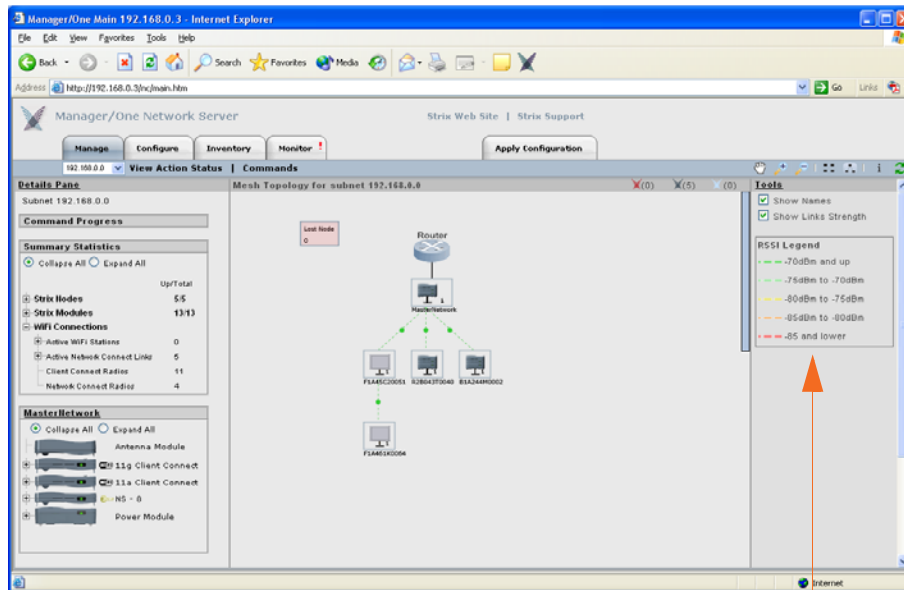 Manager/One Main 192.168.0.3 - Internet Explorer
File Edit View Favorites Tools Help
Back Search Favorites Media
Address http://192.168.0.3/nc/main.htm Go Links
Manager/One Network Server Strix Web Site | Strix Support
Manage Configure Inventory Monitor ! Apply Configuration
192.168.0.0 View Action Status | Commands
Details Pane
Subnet 192.168.0.0
Command Progress
Summary Statistics
Collapse All Expand All
Up/Total
Strix Nodes 5/5
Strix Modules 13/13
WiFi Connections
Active WiFi Stations 0
Active Network Connect Links 5
Client Connect Radios 11
Network Connect Radios 4
MasterNetwork
Collapse All Expand All
Antenna Module
11g Client Connect
11a Client Connect
NS - 0
Power Module
Mesh Topology for subnet 192.168.0.0 (0) (5) (0)
Lost Node
0
Router
1
MasterNetwork
F1A45C20051 R2B043T0040 B1A244M0002
F1A461K0064
Tools
Show Names
Show Links Strength
RSSI Legend
-70dBm and up
-75dBm to -70dBm
-80dBm to -75dBm
-85dBm to -80dBm
-85 and lower
Internet